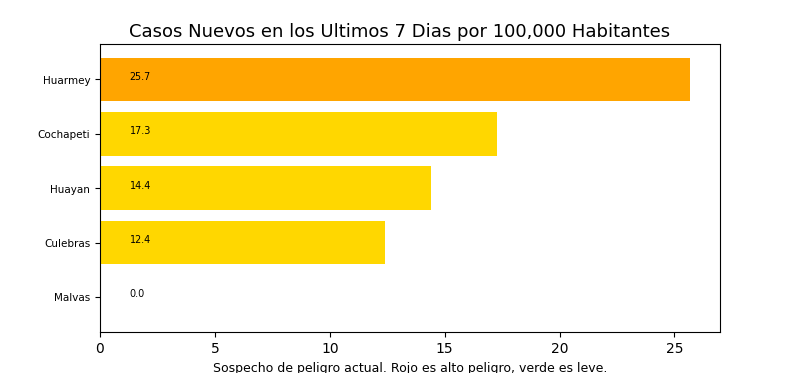 Casos Nuevos en los Ultimos 7 Dias por 100,000 Habitantes
Huarmey 25.7
Cochapeti 17.3
Huayan 14.4
Culebras 12.4
Malvas 0.0
0 5 10 15 20 25
Sospecho de peligro actual. Rojo es alto peligro, verde es leve.